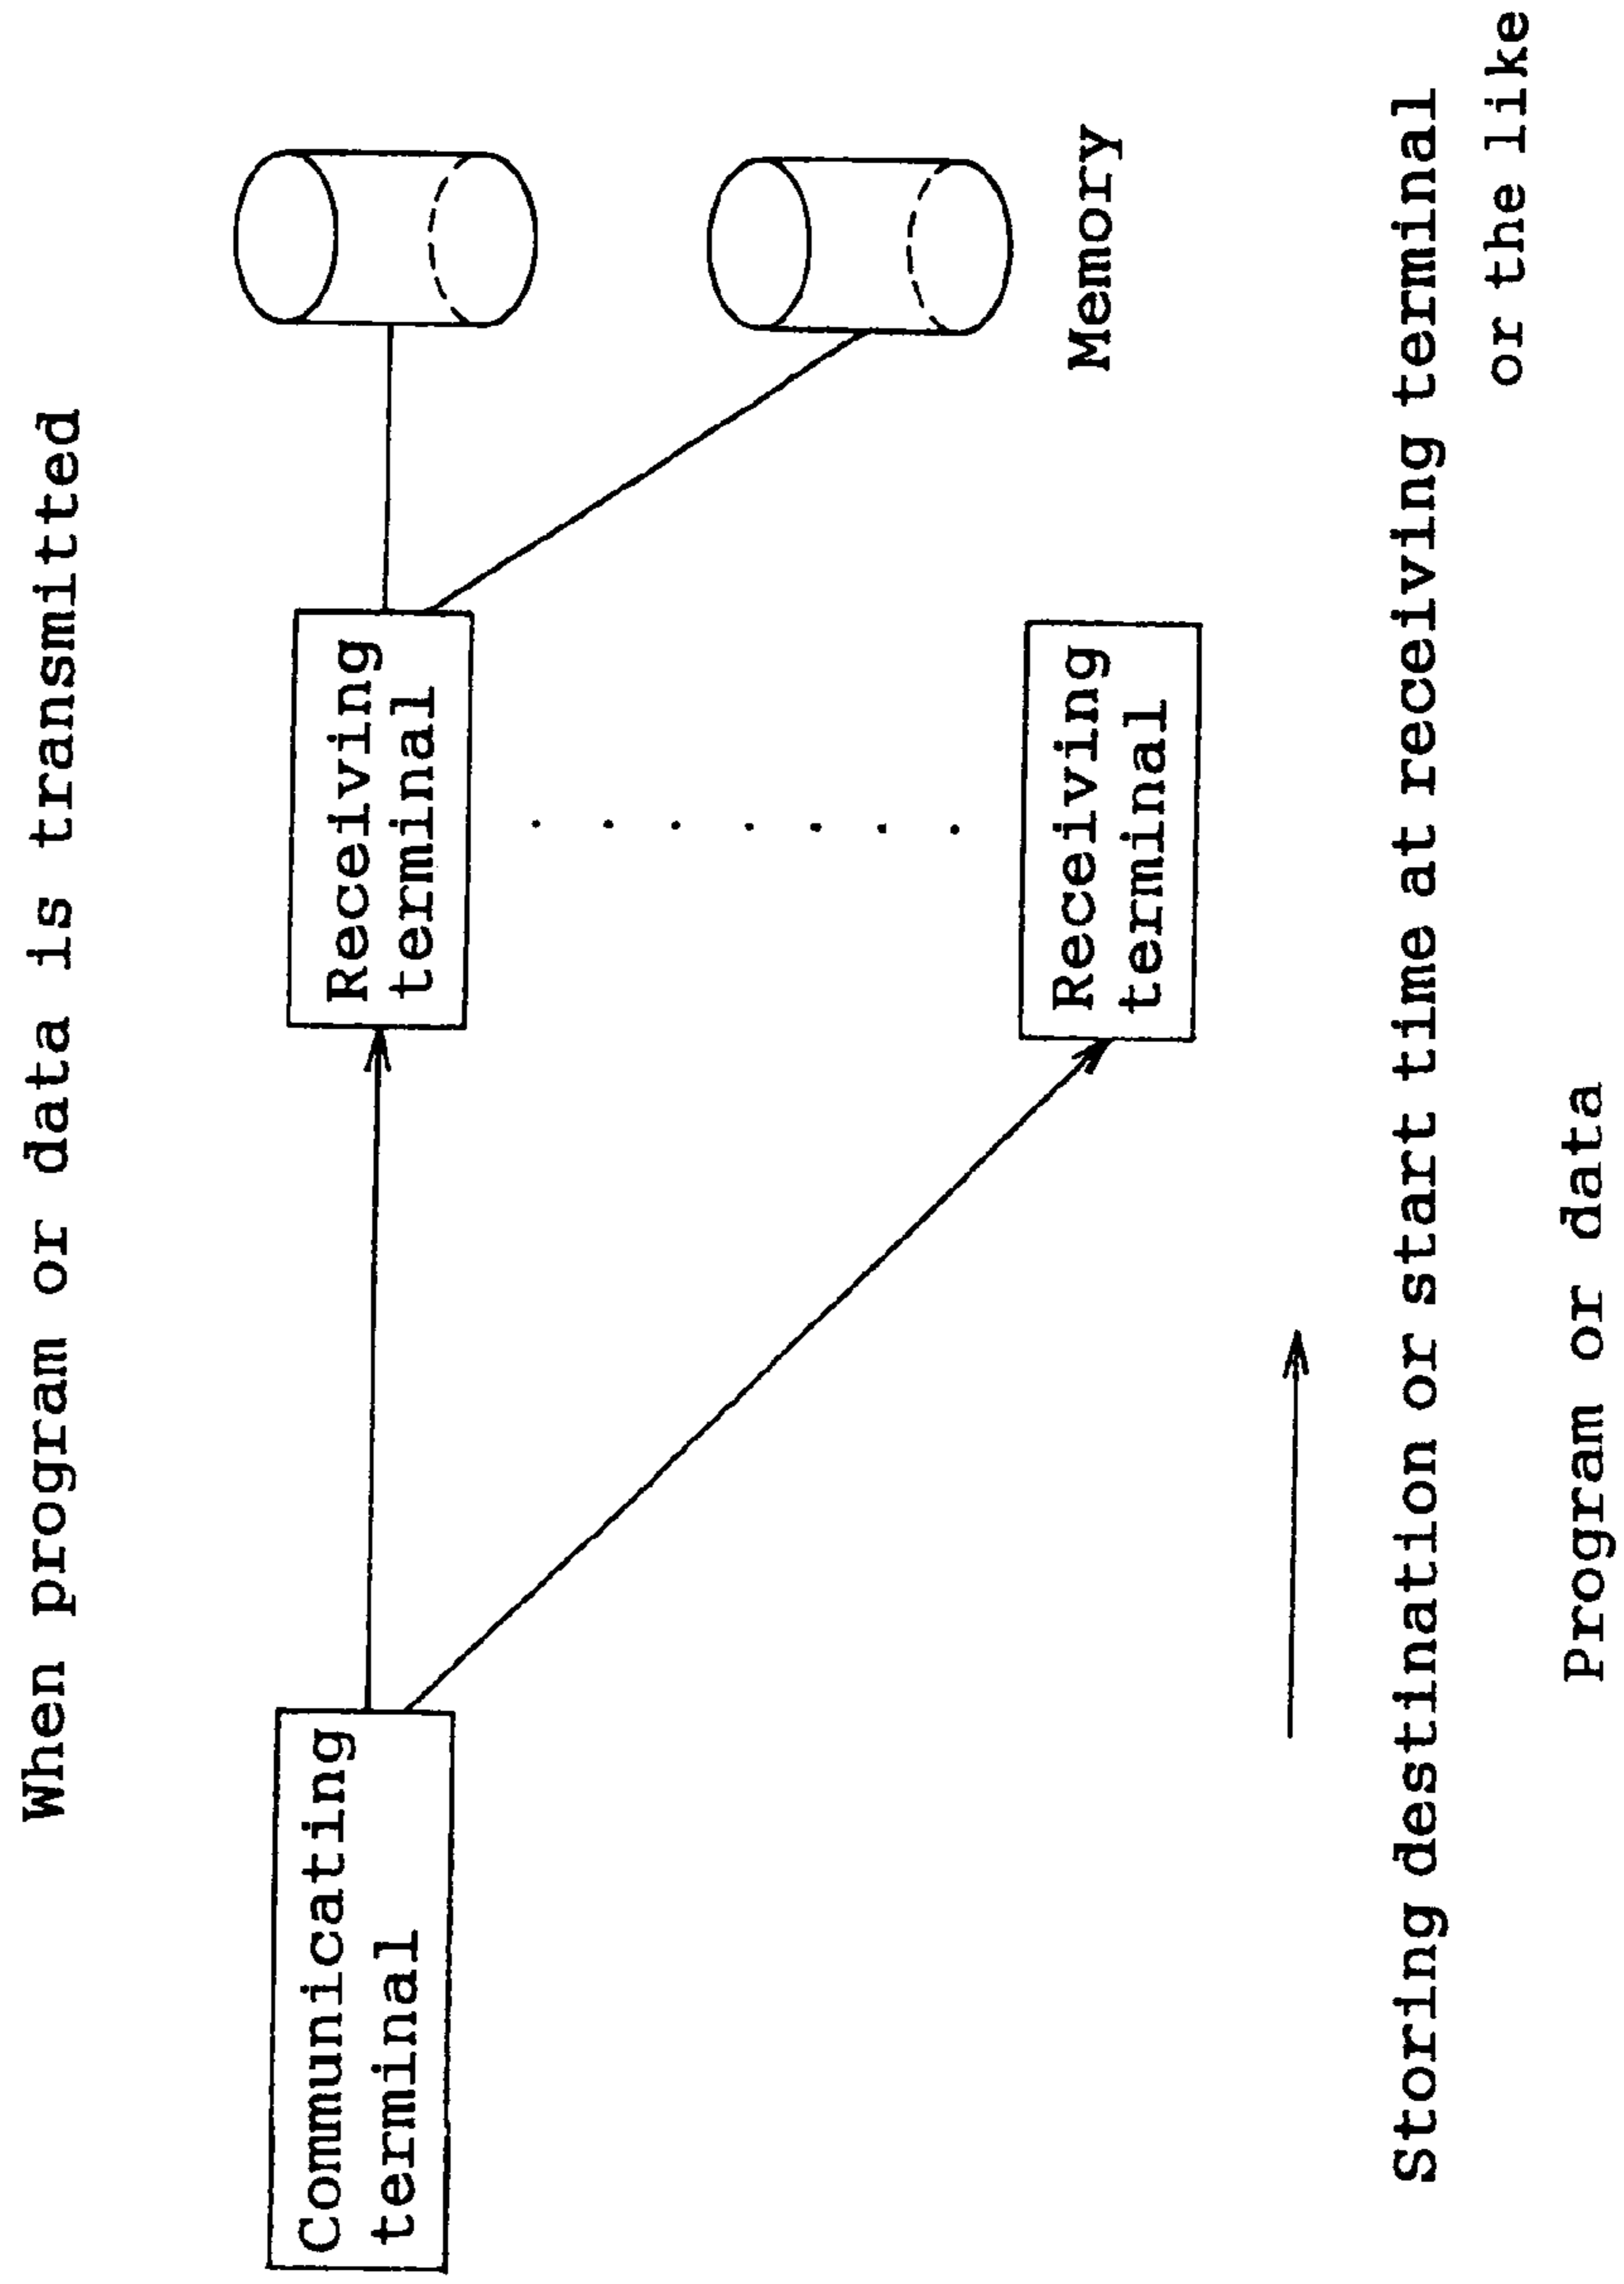 When program or data is transmitted
Communicating
terminal
Receiving
terminal
Receiving
terminal
Memory
Storing destination or start time at receiving terminal
or the like
Program or data